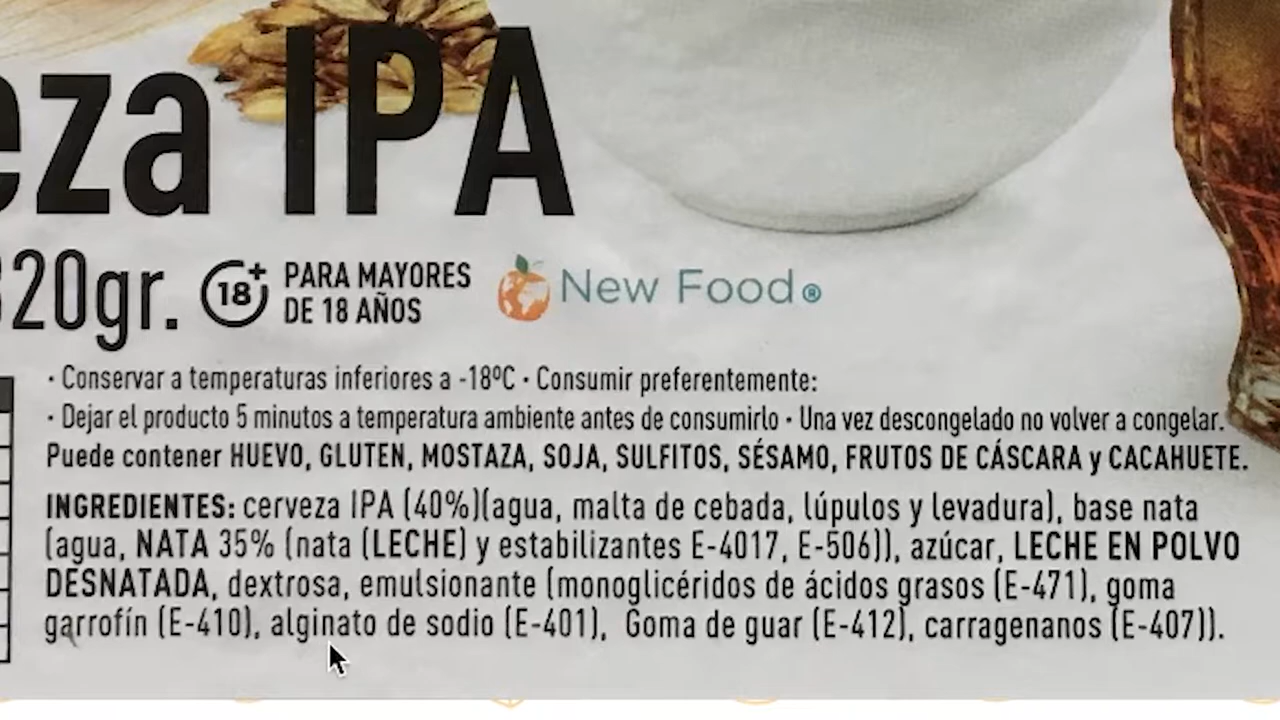 eza IPA
320gr. 18+ PARA MAYORES
DE 18 AÑOS
New Food®
· Conservar a temperaturas inferiores a -18ºC · Consumir preferentemente:
· Dejar el producto 5 minutos a temperatura ambiente antes de consumirlo · Una vez descongelado no volver a congelar.
Puede contener HUEVO, GLUTEN, MOSTAZA, SOJA, SULFITOS, SÉSAMO, FRUTOS DE CÁSCARA y CACAHUETE.
INGREDIENTES: cerveza IPA (40%)(agua, malta de cebada, lúpulos y levadura), base nata
(agua, NATA 35% (nata (LECHE) y estabilizantes E-4017, E-506)), azúcar, LECHE EN POLVO
DESNATADA, dextrosa, emulsionante (monoglicéridos de ácidos grasos (E-471), goma
garrofín (E-410), alginato de sodio (E-401), Goma de guar (E-412), carragenanos (E-407)).